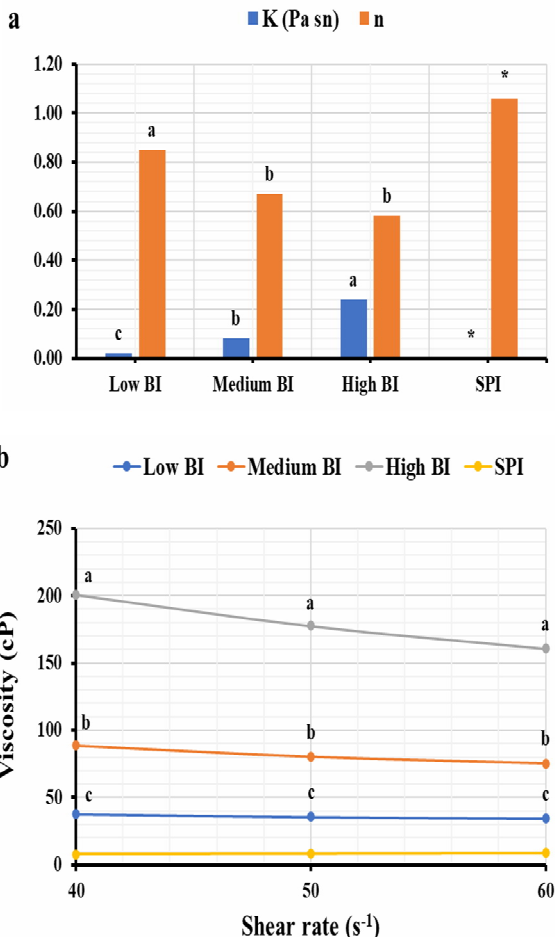 a
K (Pa sn) n
1.20
*
a
1.00
0.80
b
b
0.60
0.40
a
0.20
b
c
*
0.00
Low BI Medium BI High BI SPI
b
Low BI Medium BI High BI SPI
250
a
200
a
a
150
100
b
b
b
50
c
c
c
0
40 50 60
Viscosity (cP)
Shear rate (s-1)